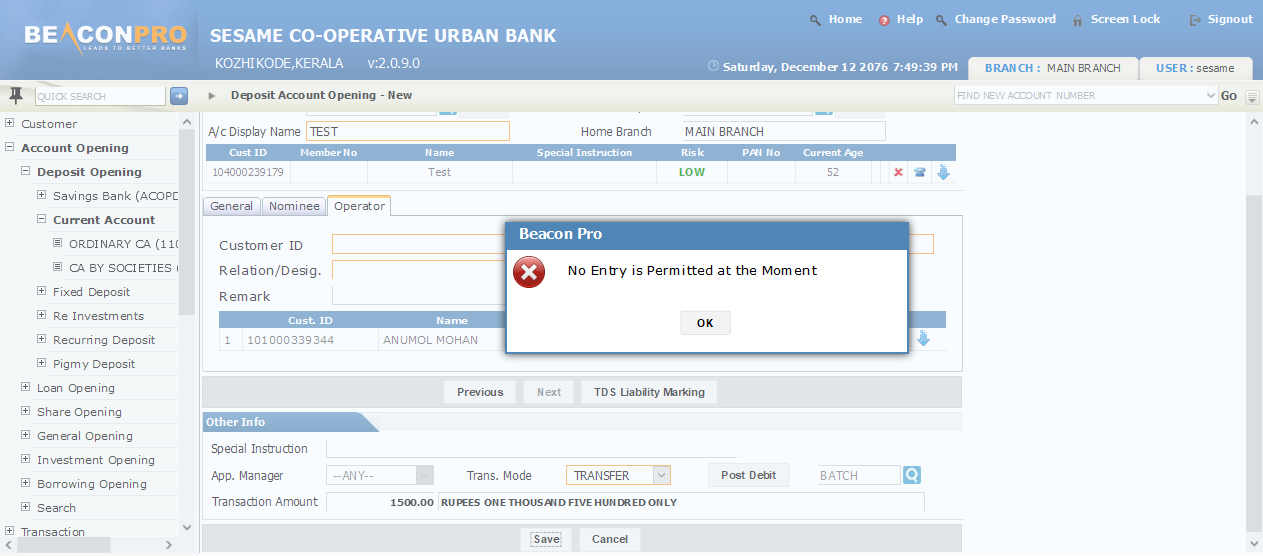 Home Help Change Password Screen Lock Signout
BEACONPRO
LEADS TO BETTER BANKS
SESAME CO-OPERATIVE URBAN BANK
KOZHIKODE,KERALA v:2.0.9.0
Saturday, December 12 2076 7:49:39 PM BRANCH : MAIN BRANCH USER : sesame
QUICK SEARCH Deposit Account Opening - New FIND NEW ACCOUNT NUMBER Go
Customer
Account Opening
Deposit Opening
Savings Bank (ACOPD
Current Account
ORDINARY CA (110
CA BY SOCIETIES (
Fixed Deposit
Re Investments
Recurring Deposit
Pigmy Deposit
Loan Opening
Share Opening
General Opening
Investment Opening
Borrowing Opening
Search
Transaction
A/c Display Name TEST Home Branch MAIN BRANCH
Cust ID Member No Name Special Instruction Risk PAN No Current Age
104000239179 Test LOW 52
General Nominee Operator
Customer ID
Relation/Desig.
Remark
Cust. ID Name
1 101000339344 ANUMOL MOHAN
Beacon Pro
No Entry is Permitted at the Moment
OK
Previous Next TDS Liability Marking
Other Info
Special Instruction
App. Manager --ANY-- Trans. Mode TRANSFER Post Debit BATCH
Transaction Amount 1500.00 RUPEES ONE THOUSAND FIVE HUNDRED ONLY
Save Cancel